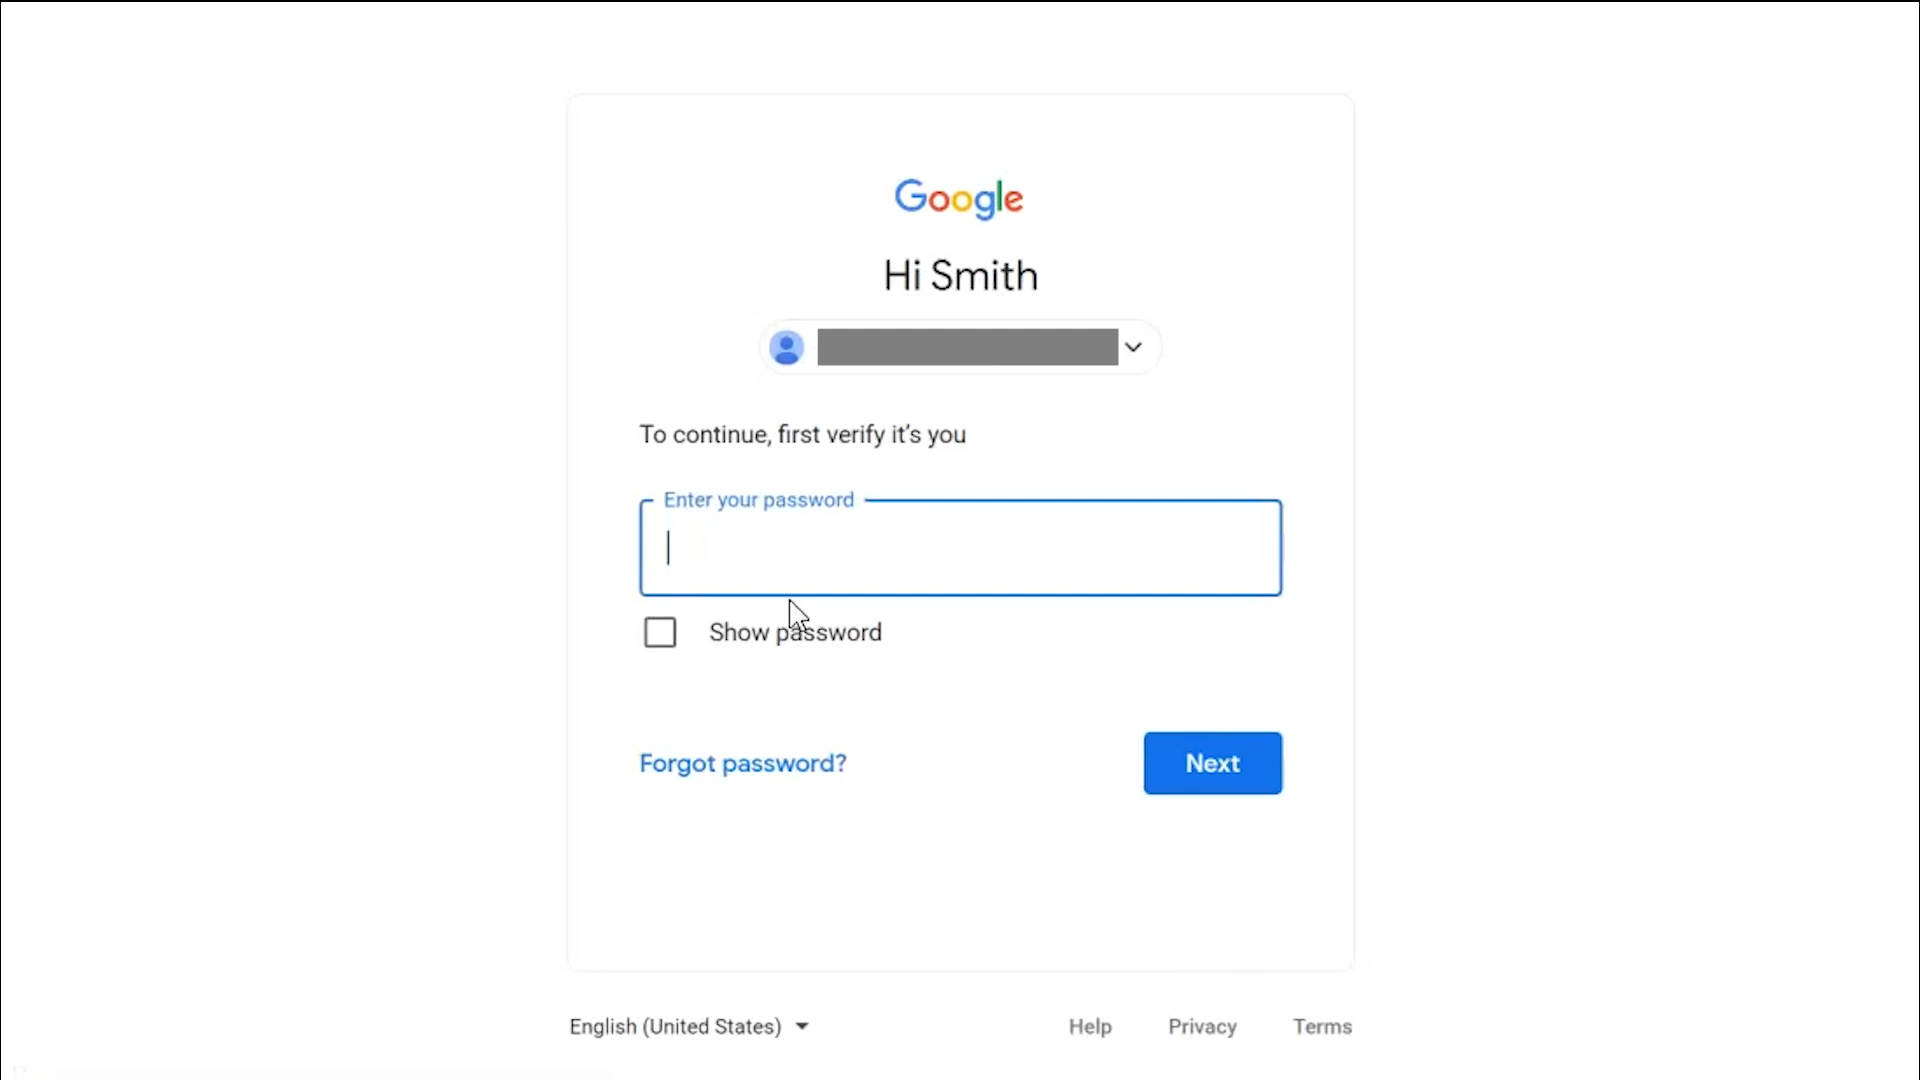 Google
Hi Smith
To continue, first verify it’s you
Enter your password
Show password
Forgot password?
Next
English (United States)
Help Privacy Terms